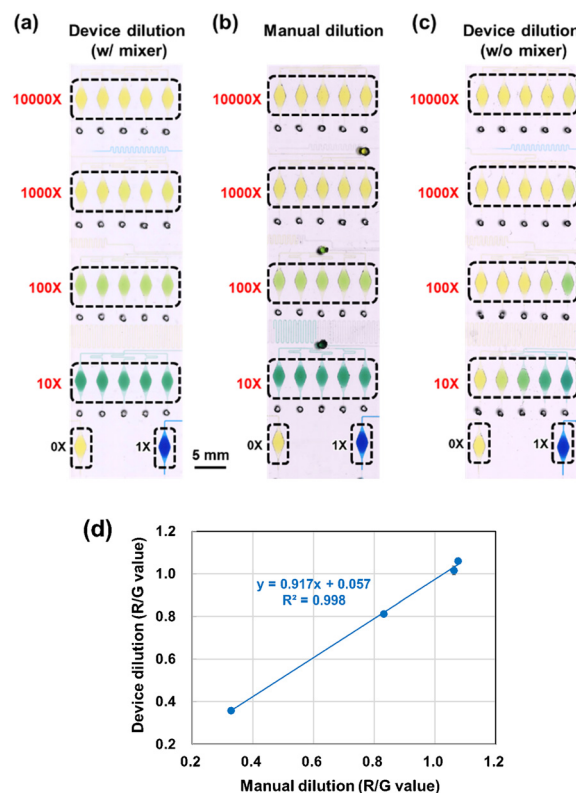 (a) Device dilution
(w/ mixer)
10000X
1000X
100X
10X
0X
1X
(b) Manual dilution
10000X
1000X
100X
10X
0X
1X
5 mm
(c) Device dilution
(w/o mixer)
10000X
1000X
100X
10X
0X
1X
(d)
Device dilution (R/G value)
1.2
1.0
0.8
0.6
0.4
0.2
y = 0.917x + 0.057
R² = 0.998
0.2 0.4 0.6 0.8 1.0 1.2
Manual dilution (R/G value)